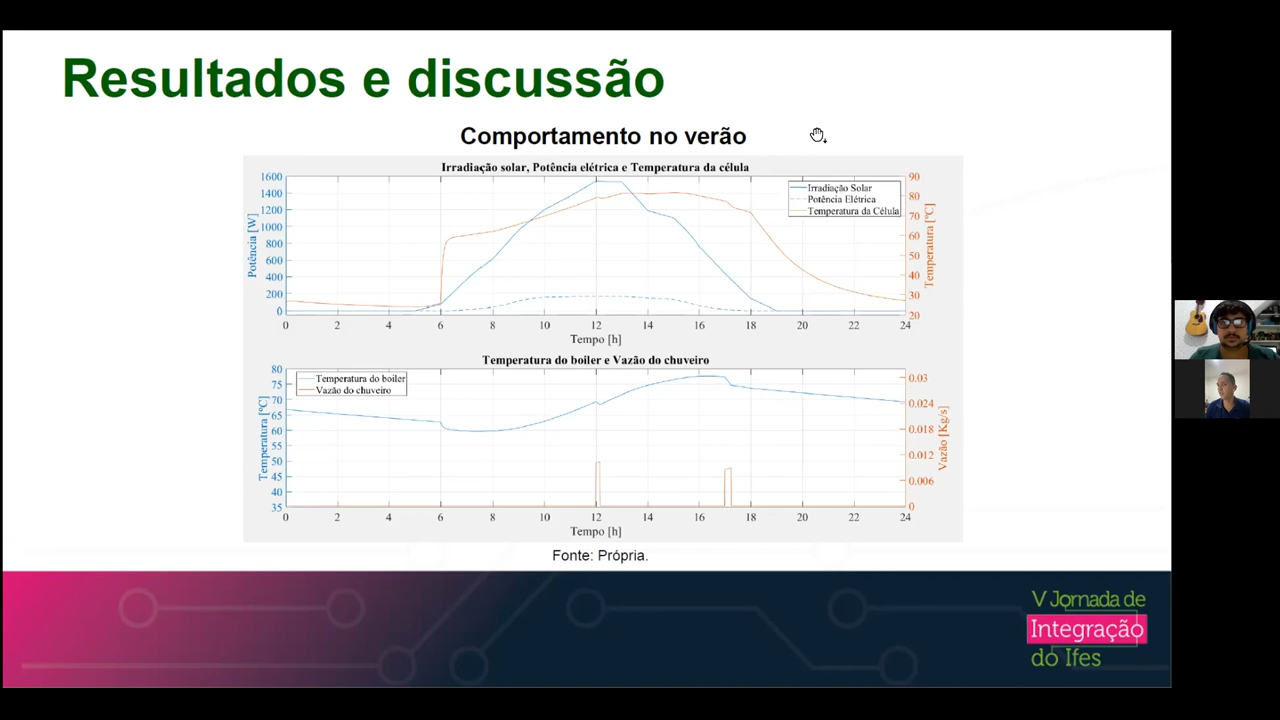 Resultados e discussão
Comportamento no verão
Irradiação solar, Potência elétrica e Temperatura da célula
1600
1400
1200
1000
800
600
400
200
0
Potência [W]
90
80
70
60
50
40
30
20
Temperatura [ºC]
Irradiação Solar
Potência Elétrica
Temperatura da Célula
0 2 4 6 8 10 12 14 16 18 20 22 24
Tempo [h]
Temperatura do boiler e Vazão do chuveiro
80
75
70
65
60
55
50
45
40
35
Temperatura [ºC]
Temperatura do boiler
Vazão do chuveiro
0.03
0.024
0.018
0.012
0.006
0
Vazão [Kg/s]
0 2 4 6 8 10 12 14 16 18 20 22 24
Tempo [h]
Fonte: Própria.
V Jornada de
Integração
do Ifes